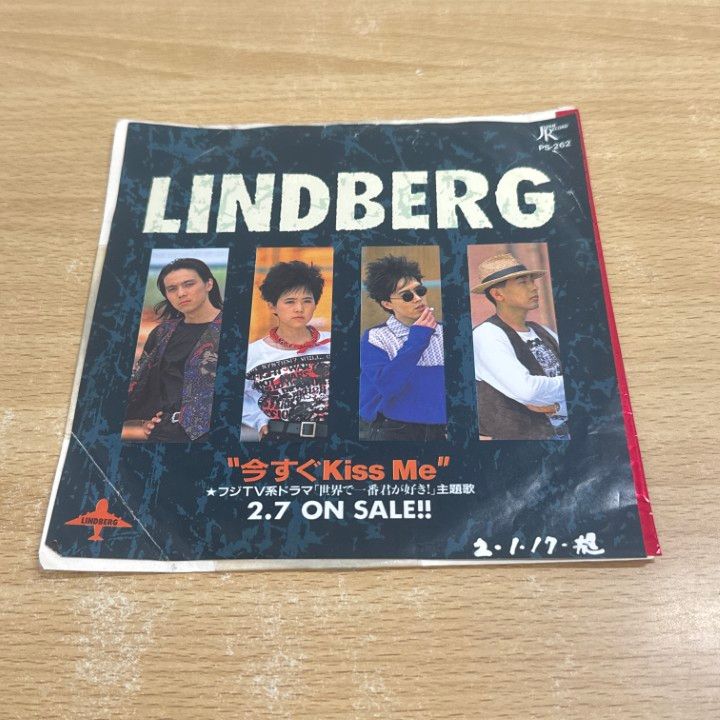 PS-262
LINDBERG
"今すぐKiss Me"
★フジTV系ドラマ「世界で一番君が好き!」主題歌
2.7 ON SALE!!
LINDBERG
2・1・17・